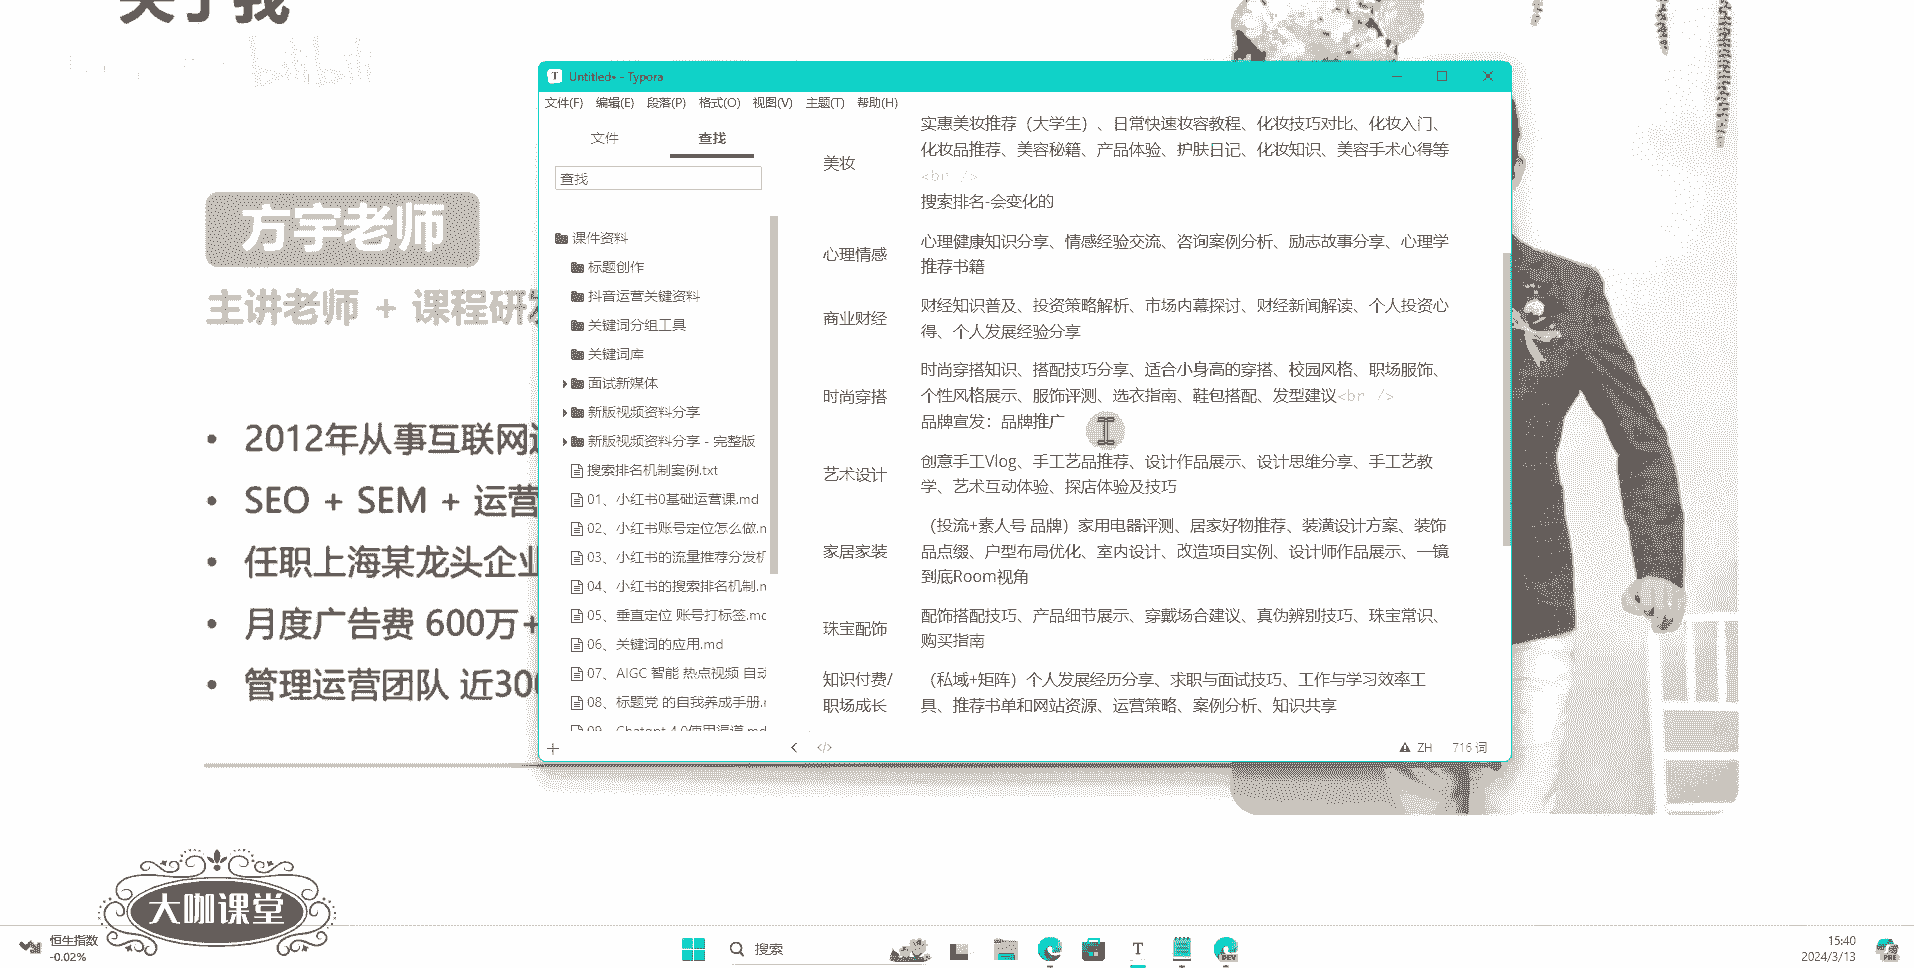 关于我
bilibili
方宇老师
主讲老师 + 课程研发
• 2012年从事互联网运
• SEO + SEM + 运营
• 任职上海某龙头企业
• 月度广告费 600万+
• 管理运营团队 近300
大咖课堂
Untitled• - Typora
文件(F) 编辑(E) 段落(P) 格式(O) 视图(V) 主题(T) 帮助(H)
文件 查找
查找
课件资料
标题创作
抖音运营关键资料
关键词分组工具
关键词库
面试新媒体
新版视频资料分享
新版视频资料分享 - 完整版
搜索排名机制案例.txt
01、小红书0基础运营课.md
02、小红书账号定位怎么做.m
03、小红书的流量推荐分发机
04、小红书的搜索排名机制.m
05、垂直定位 账号打标签.md
06、关键词的应用.md
07、AIGC 智能 热点视频 自动
08、标题党 的自我养成手册.m
09、Chatgpt 4.0使用渠道.md
美妆
实惠美妆推荐（大学生）、日常快速妆容教程、化妆技巧对比、化妆入门、
化妆品推荐、美容秘籍、产品体验、护肤日记、化妆知识、美容手术心得等
<br />
搜索排名-会变化的
心理情感
心理健康知识分享、情感经验交流、咨询案例分析、励志故事分享、心理学
推荐书籍
商业财经
财经知识普及、投资策略解析、市场内幕探讨、财经新闻解读、个人投资心
得、个人发展经验分享
时尚穿搭
时尚穿搭知识、搭配技巧分享、适合小身高的穿搭、校园风格、职场服饰、
个性风格展示、服饰评测、选衣指南、鞋包搭配、发型建议<br />
品牌宣发：品牌推广
艺术设计
创意手工Vlog、手工艺品推荐、设计作品展示、设计思维分享、手工艺教
学、艺术互动体验、探店体验及技巧
家居家装
（投流+素人号 品牌）家用电器评测、居家好物推荐、装潢设计方案、装饰
品点缀、户型布局优化、室内设计、改造项目实例、设计师作品展示、一镜
到底Room视角
珠宝配饰
配饰搭配技巧、产品细节展示、穿戴场合建议、真伪辨别技巧、珠宝常识、
购买指南
知识付费/
职场成长
（私域+矩阵）个人发展经历分享、求职与面试技巧、工作与学习效率工
具、推荐书单和网站资源、运营策略、案例分析、知识共享
ZH 716 词
恒生指数
-0.02%
搜索
DEV
15:40
2024/3/13
PRE